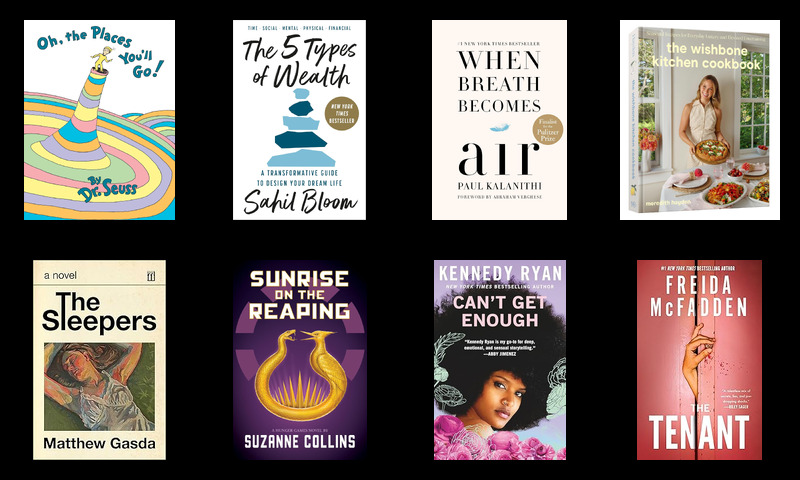 Oh, the Places
You'll
Go!
By
Dr. Seuss
TIME · SOCIAL · MENTAL · PHYSICAL · FINANCIAL
The 5 Types
of Wealth
NEW YORK
TIMES
BESTSELLER
A TRANSFORMATIVE GUIDE
TO DESIGN YOUR DREAM LIFE
Sahil Bloom
#1 NEW YORK TIMES BESTSELLER
WHEN
BREATH
BECOMES
Finalist
for the
Pulitzer
Prize
air
PAUL KALANITHI
FOREWORD BY ABRAHAM VERGHESE
the wishbone
kitchen cookbook
meredith hayden
a novel
ff
The
Sleepers
Matthew Gasda
SUNRISE
ON THE
REAPING
A HUNGER GAMES NOVEL BY
SUZANNE COLLINS
KENNEDY RYAN
NEW YORK TIMES BESTSELLING AUTHOR
CAN'T GET
ENOUGH
"Kennedy Ryan is my go-to for deep,
emotional, and sensual storytelling."
—ABBY JIMENEZ
#1 NEW YORK TIMES BESTSELLING AUTHOR
FREIDA
McFADDEN
—RILEY SAGER
THE
TENANT